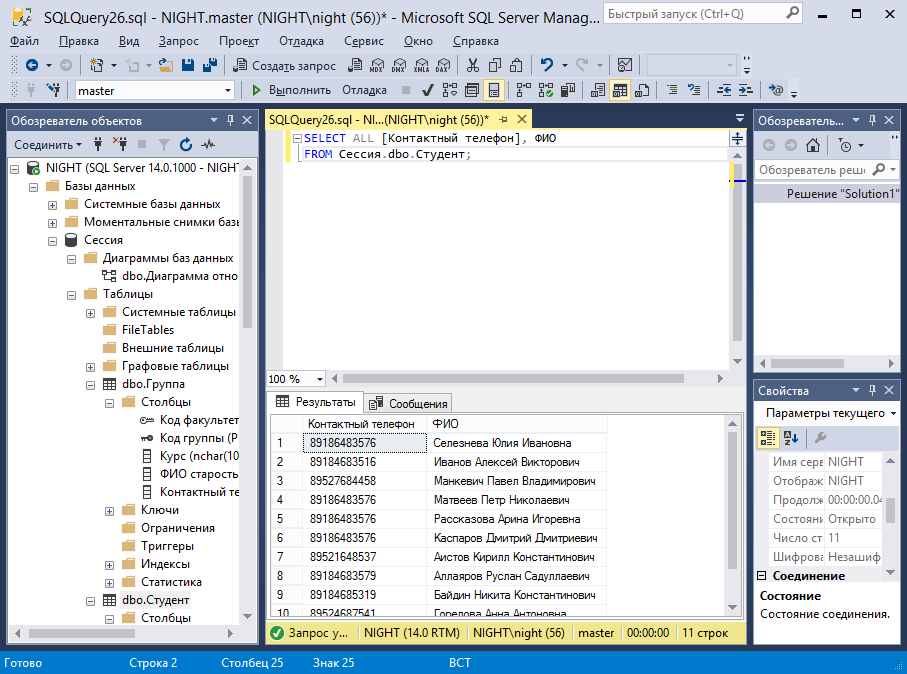 SQLQuery26.sql - NIGHT.master (NIGHT\night (56))* - Microsoft SQL Server Manag...
Быстрый запуск (Ctrl+Q)
Файл Правка Вид Запрос Проект Отладка Сервис Окно Справка
Создать запрос MDX DMX XMLA DAX
master Выполнить Отладка
Обозреватель объектов
Соединить
NIGHT (SQL Server 14.0.1000 - NIGHT
Базы данных
Системные базы данных
Моментальные снимки базы
Сессия
Диаграммы баз данных
dbo.Диаграмма отно
Таблицы
Системные таблицы
FileTables
Внешние таблицы
Графовые таблицы
dbo.Группа
Столбцы
Код факультет
Код группы (P
Курс (nchar(10
ФИО старость
Контактный те
Ключи
Ограничения
Триггеры
Индексы
Статистика
dbo.Студент
Столбцы
SQLQuery26.sql - NI...(NIGHT\night (56))*
SELECT ALL [Контактный телефон], ФИО
FROM Сессия.dbo.Студент;
100 %
Результаты Сообщения
Контактный телефон ФИО
1 89186483576 Селезнева Юлия Ивановна
2 89184683516 Иванов Алексей Викторович
3 89527684458 Манкевич Павел Владимирович
4 89186483576 Матвеев Петр Николаевич
5 89186483576 Рассказова Арина Игоревна
6 89186483576 Каспаров Дмитрий Дмитриевич
7 89521648537 Аистов Кирилл Константинович
8 89184683579 Аллаяров Руслан Садуллаевич
9 89184685319 Байдин Никита Константинович
10 89524687541 Горелова Анна Антоновна
Запрос у... NIGHT (14.0 RTM) NIGHT\night (56) master 00:00:00 11 строк
Обозреватель...
Обозреватель реше
Решение "Solution1"
Свойства
Параметры текущего
Имя серв NIGHT
Отображ NIGHT
Продолж 00:00:00.04
Состояни Открыто
Число ст 11
Шифрова Незашиф
Соединение
Состояние
Состояние соединения.
Готово Строка 2 Столбец 25 Знак 25 ВСТ